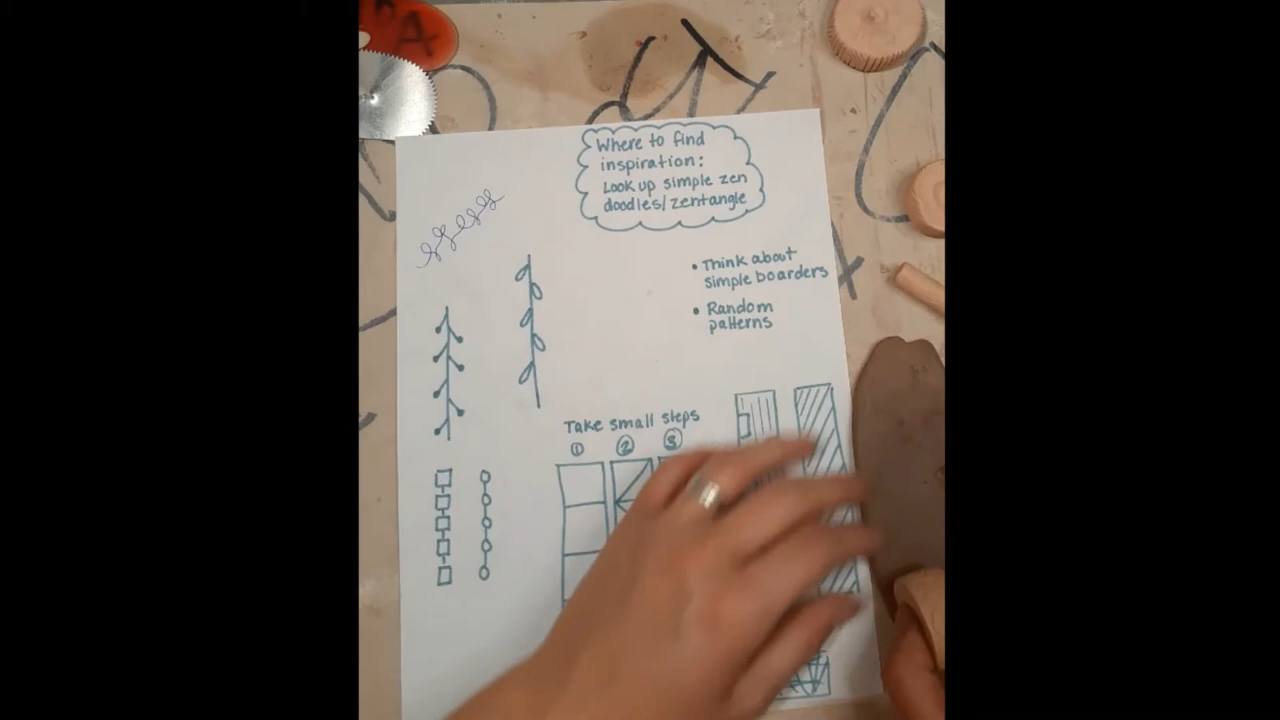 Where to find
inspiration:
Look up simple zen
doodles/zentangle
• Think about
simple boarders
• Random
patterns
Take small steps
① ② ③
A